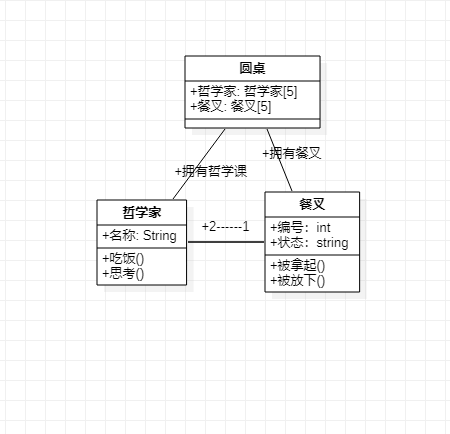 圆桌
+哲学家: 哲学家[5]
+餐叉: 餐叉[5]
+拥有哲学课
+拥有餐叉
哲学家
+名称: String
+吃饭()
+思考()
+2------1
餐叉
+编号：int
+状态：string
+被拿起()
+被放下()